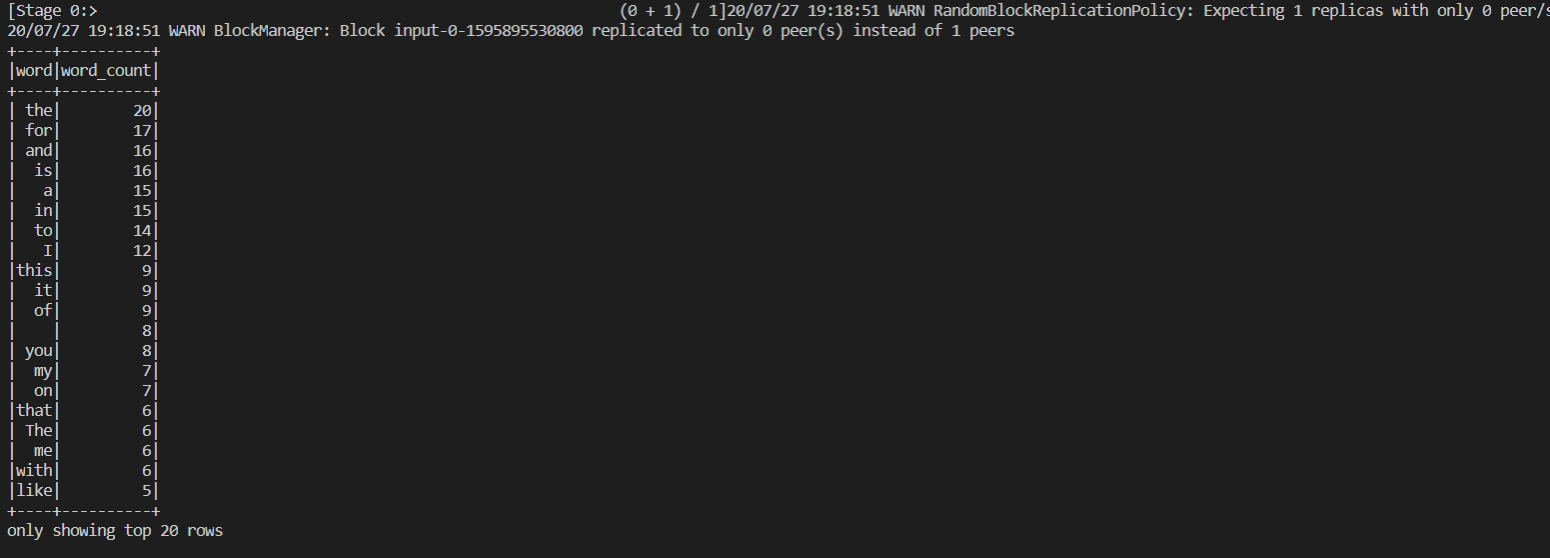 [Stage 0:>                                                          (0 + 1) / 1]20/07/27 19:18:51 WARN RandomBlockReplicationPolicy: Expecting 1 replicas with only 0 peer/s
20/07/27 19:18:51 WARN BlockManager: Block input-0-1595895530800 replicated to only 0 peer(s) instead of 1 peers
+----+----------+
|word|word_count|
+----+----------+
| the|        20|
| for|        17|
| and|        16|
|  is|        16|
|   a|        15|
|  in|        15|
|  to|        14|
|   I|        12|
|this|         9|
|  it|         9|
|  of|         9|
|    |         8|
| you|         8|
|  my|         7|
|  on|         7|
|that|         6|
| The|         6|
|  me|         6|
|with|         6|
|like|         5|
+----+----------+
only showing top 20 rows